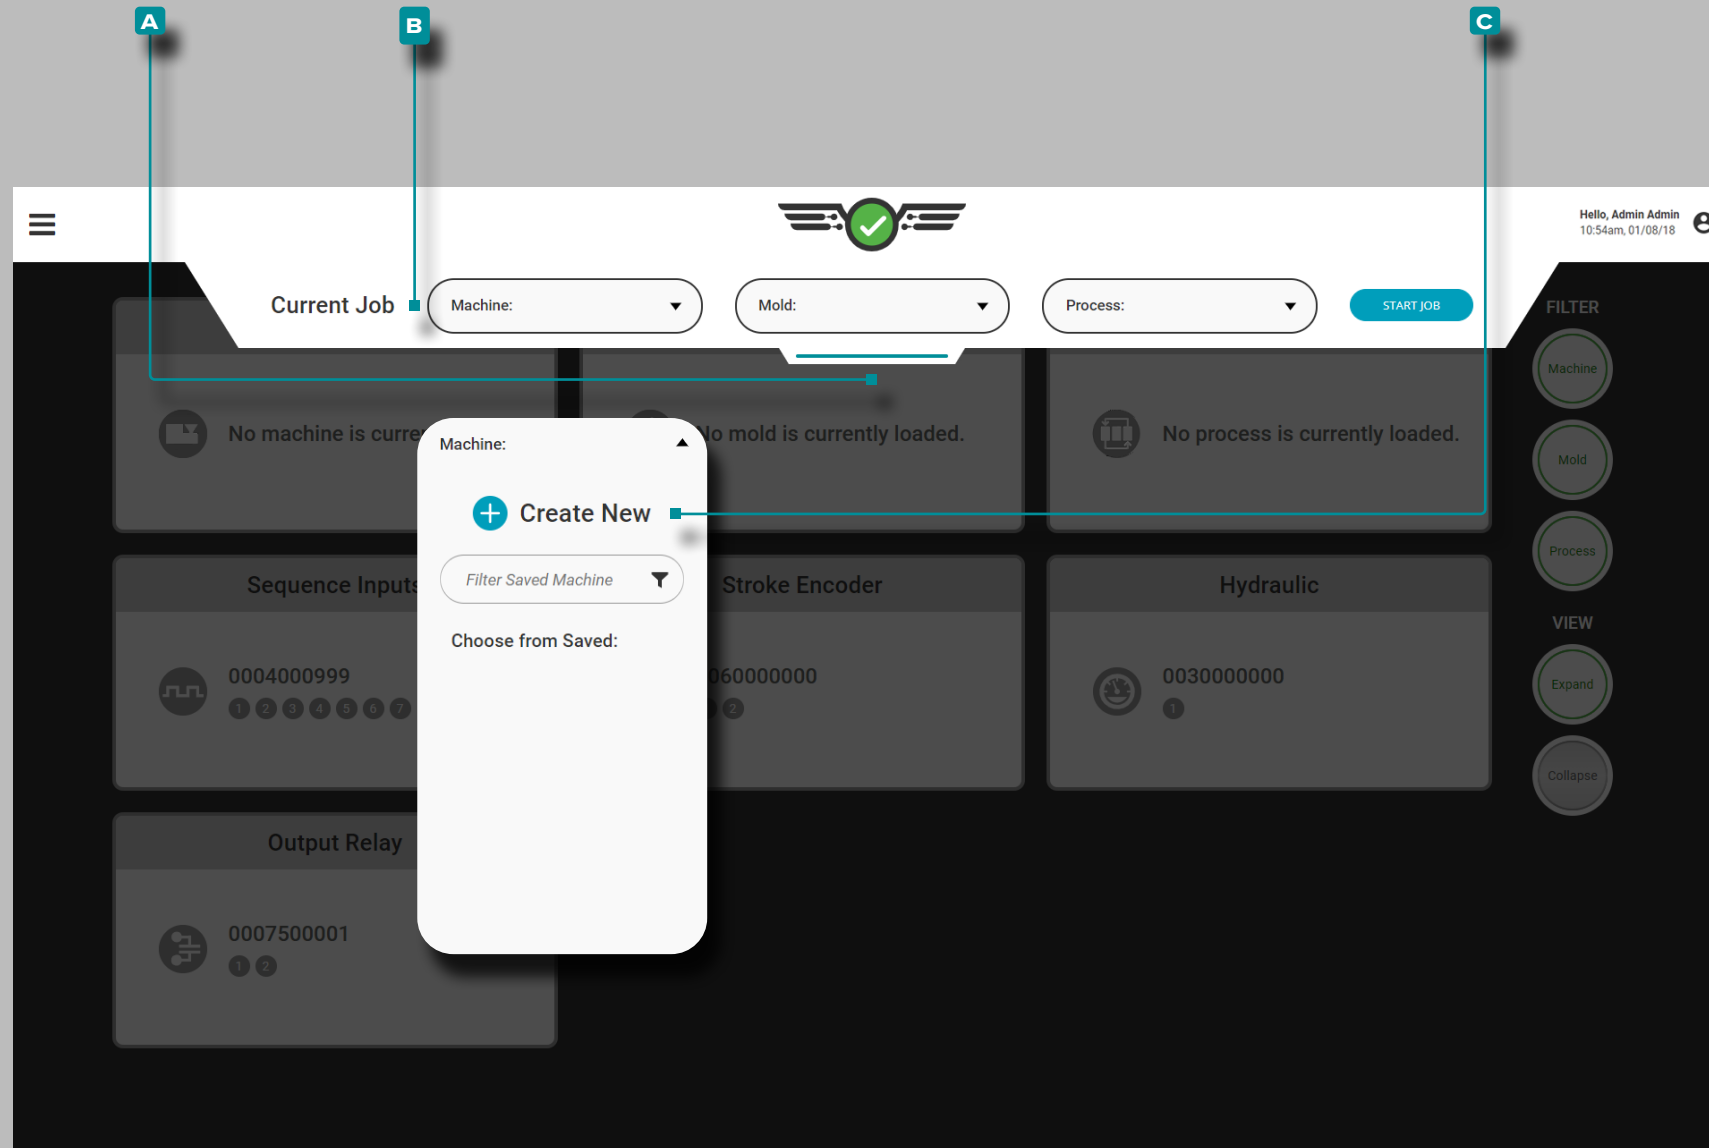 A
B
C
Hello, Admin Admin
10:54am, 01/08/18
Current Job
Machine:
Mold:
Process:
START JOB
FILTER
Machine
Mold
Process
VIEW
Expand
Collapse
No machine is curre
No mold is currently loaded.
No process is currently loaded.
Machine:
Create New
Filter Saved Machine
Choose from Saved:
Sequence Inputs
0004000999
1 2 3 4 5 6 7
Stroke Encoder
060000000
2
Hydraulic
0030000000
1
Output Relay
0007500001
1 2